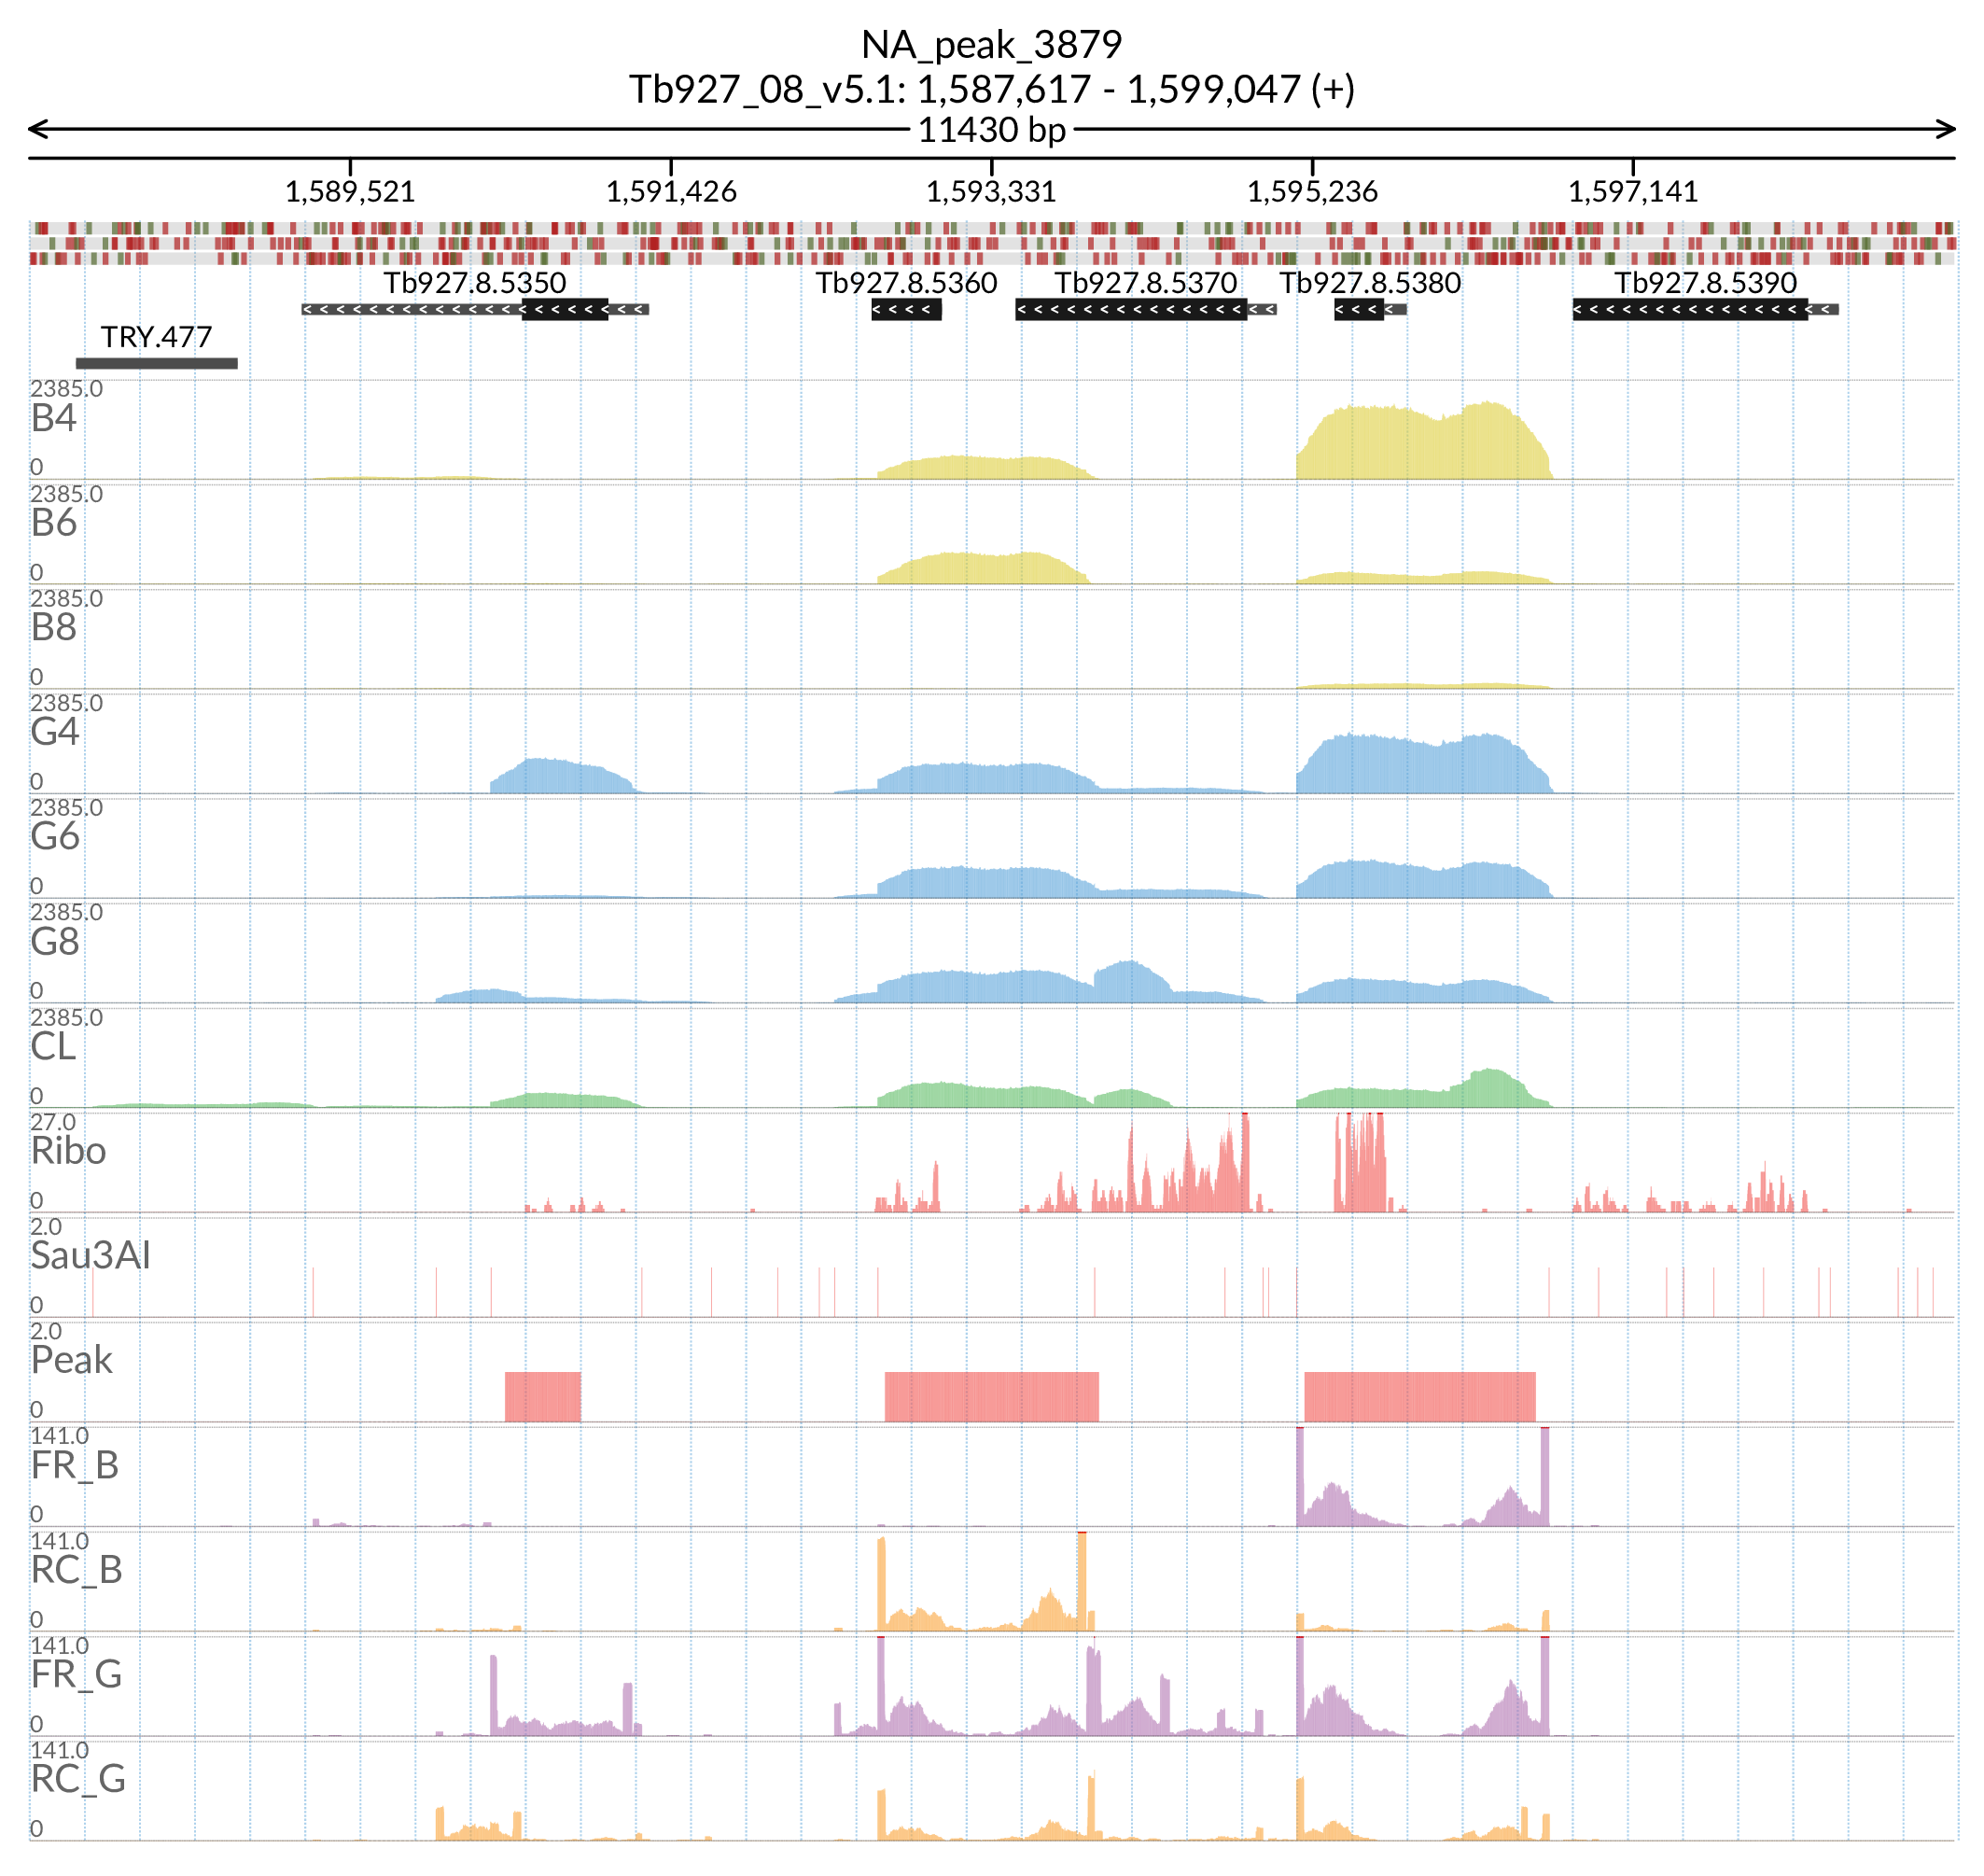 NA_peak_3879
Tb927_08_v5.1: 1,587,617 - 1,599,047 (+)
11430 bp
1,589,521 1,591,426 1,593,331 1,595,236 1,597,141
Tb927.8.5350 Tb927.8.5360 Tb927.8.5370 Tb927.8.5380 Tb927.8.5390
TRY.477
2385.0
B4
0
2385.0
B6
0
2385.0
B8
0
2385.0
G4
0
2385.0
G6
0
2385.0
G8
0
2385.0
CL
0
27.0
Ribo
0
2.0
Sau3AI
0
2.0
Peak
0
141.0
FR_B
0
141.0
RC_B
0
141.0
FR_G
0
141.0
RC_G
0